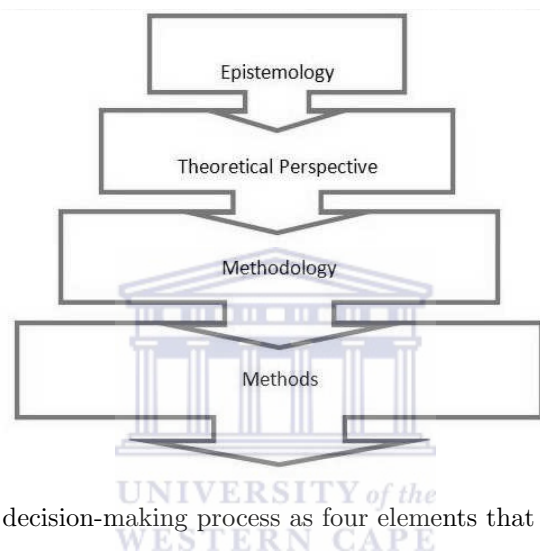 Epistemology
Theoretical Perspective
Methodology
Methods
UNIVERSITY of the
decision-making process as four elements that
WESTERN CAPE